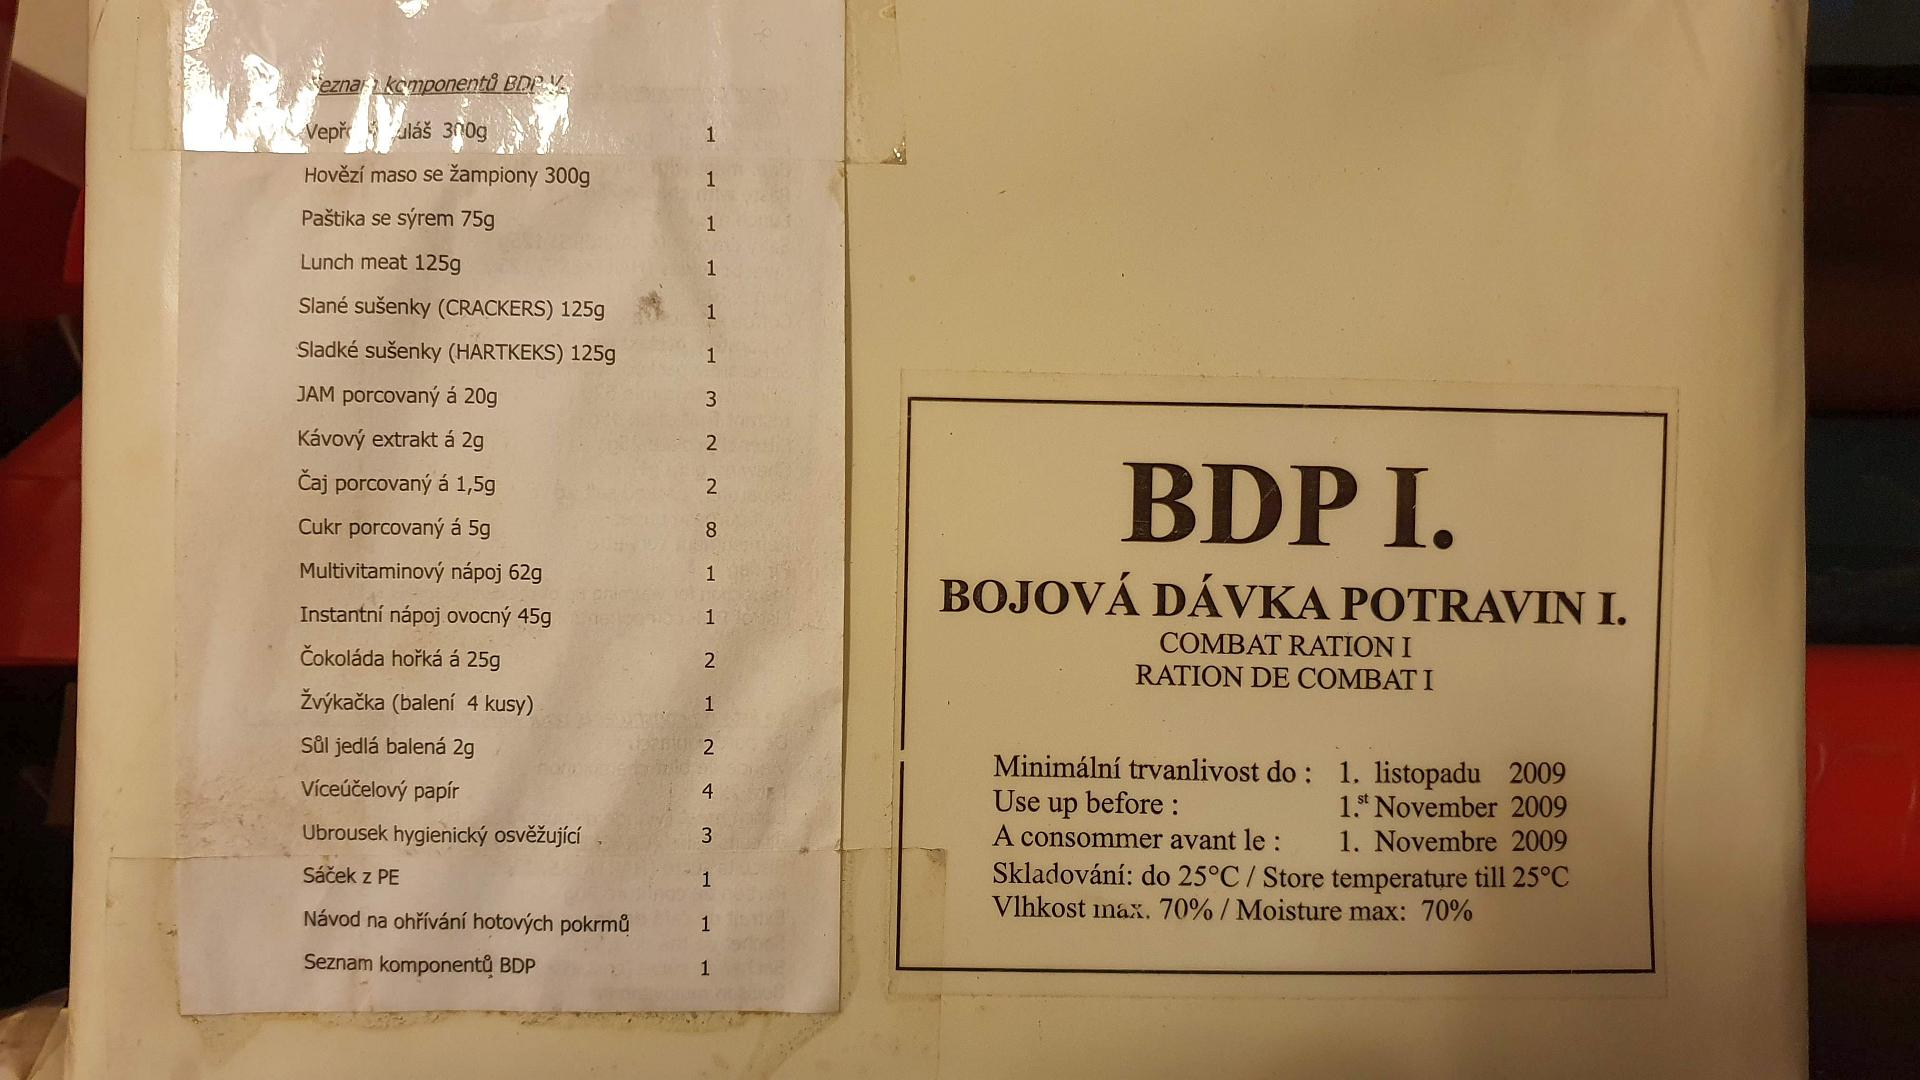 Seznam komponentů BDP V.
300g 1
Hovězí maso se žampiony 300g 1
Paštika se sýrem 75g 1
Lunch meat 125g 1
Slané sušenky (CRACKERS) 125g 1
Sladké sušenky (HARTKEKS) 125g 1
JAM porcovaný á 20g 3
Kávový extrakt á 2g 2
Čaj porcovaný á 1,5g 2
Cukr porcovaný á 5g 8
Multivitaminový nápoj 62g 1
Instantní nápoj ovocný 45g 1
Čokoláda hořká á 25g 2
Žvýkačka (balení 4 kusy) 1
Sůl jedlá balená 2g 2
Víceúčelový papír 4
Ubrousek hygienický osvěžující 3
Sáček z PE 1
Návod na ohřívání hotových pokrmů 1
Seznam komponentů BDP 1
BDP I.
BOJOVÁ DÁVKA POTRAVIN I.
COMBAT RATION I
RATION DE COMBAT I
Minimální trvanlivost do : 1. listopadu 2009
Use up before : 1.st November 2009
A consommer avant le : 1. Novembre 2009
Skladování: do 25°C / Store temperature till 25°C
Vlhkost max. 70% / Moisture max: 70%